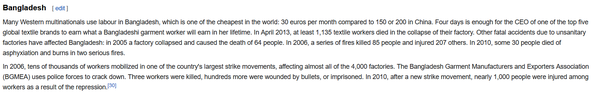 Bangladesh [edit]
Many Western multinationals use labour in Bangladesh, which is one of the cheapest in the world: 30 euros per month compared to 150 or 200 in China. Four days is enough for the CEO of one of the top five
global textile brands to earn what a Bangladeshi garment worker will earn in her lifetime. In April 2013, at least 1,135 textile workers died in the collapse of their factory. Other fatal accidents due to unsanitary
factories have affected Bangladesh: in 2005 a factory collapsed and caused the death of 64 people. In 2006, a series of fires killed 85 people and injured 207 others. In 2010, some 30 people died of
asphyxiation and burns in two serious fires.
In 2006, tens of thousands of workers mobilized in one of the country's largest strike movements, affecting almost all of the 4,000 factories. The Bangladesh Garment Manufacturers and Exporters Association
(BGMEA) uses police forces to crack down. Three workers were killed, hundreds more were wounded by bullets, or imprisoned. In 2010, after a new strike movement, nearly 1,000 people were injured among
workers as a result of the repression.[30]